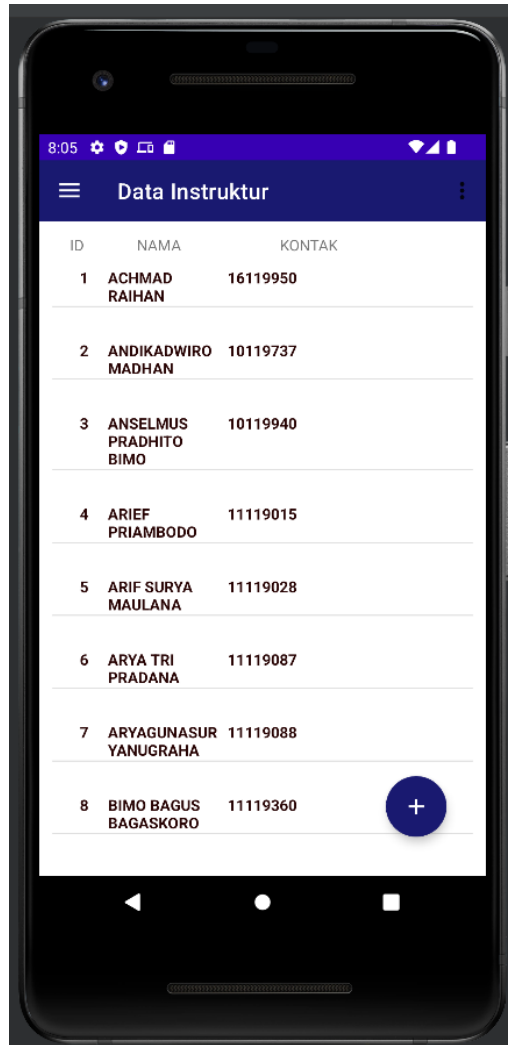 8:05
Data Instruktur
ID NAMA KONTAK
1 ACHMAD 16119950
RAIHAN
2 ANDIKADWIRO 10119737
MADHAN
3 ANSELMUS 10119940
PRADHITO
BIMO
4 ARIEF 11119015
PRIAMBODO
5 ARIF SURYA 11119028
MAULANA
6 ARYA TRI 11119087
PRADANA
7 ARYAGUNASUR 11119088
YANUGRAHA
8 BIMO BAGUS 11119360
BAGASKORO
+